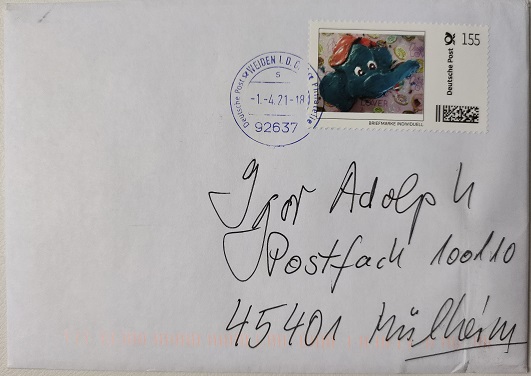 Deutsche Post 155
BRIEFMARKE INDIVIDUELL
Deutsche Post WEIDEN I. D. OPF. Philatelie
s
-1.-4.21-18
92637
Igor Adolph
Postfach 100110
45401 Mülheim